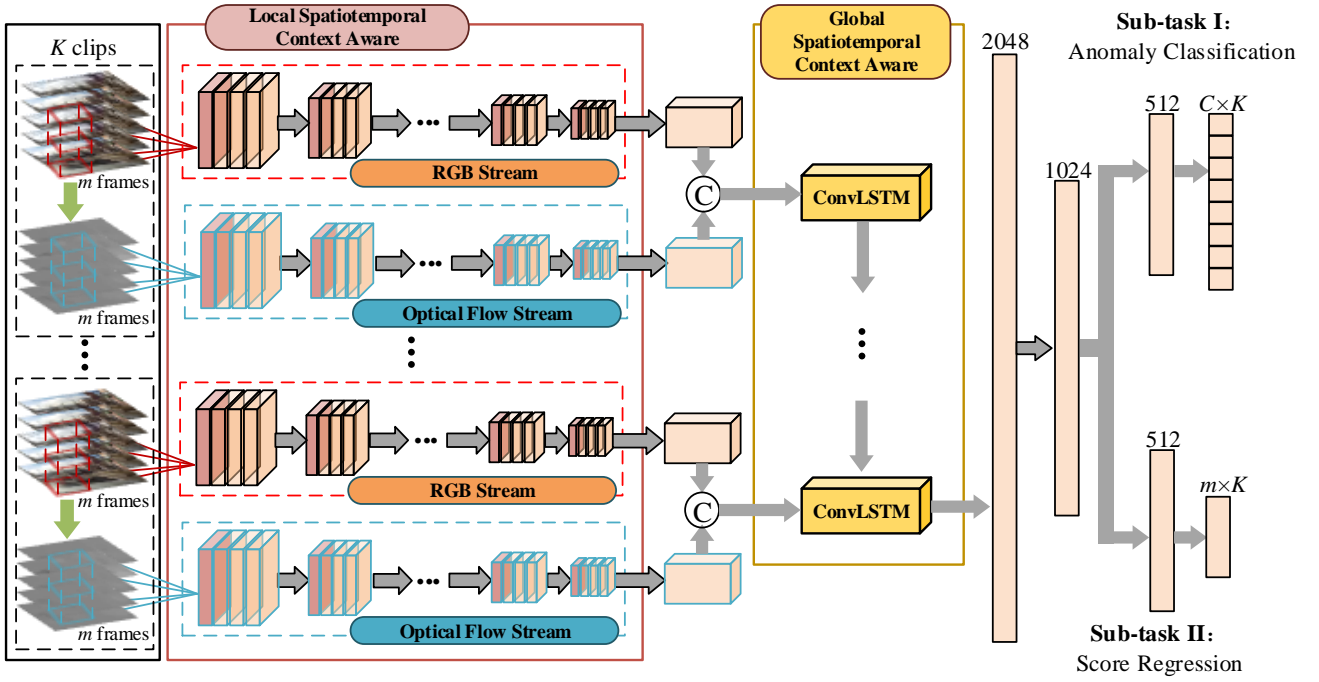 K clips
m frames
m frames
m frames
m frames
Local Spatiotemporal
Context Aware
RGB Stream
Optical Flow Stream
RGB Stream
Optical Flow Stream
C
C
Global
Spatiotemporal
Context Aware
ConvLSTM
ConvLSTM
2048
1024
Sub-task I:
Anomaly Classification
512
C×K
512
m×K
Sub-task II:
Score Regression